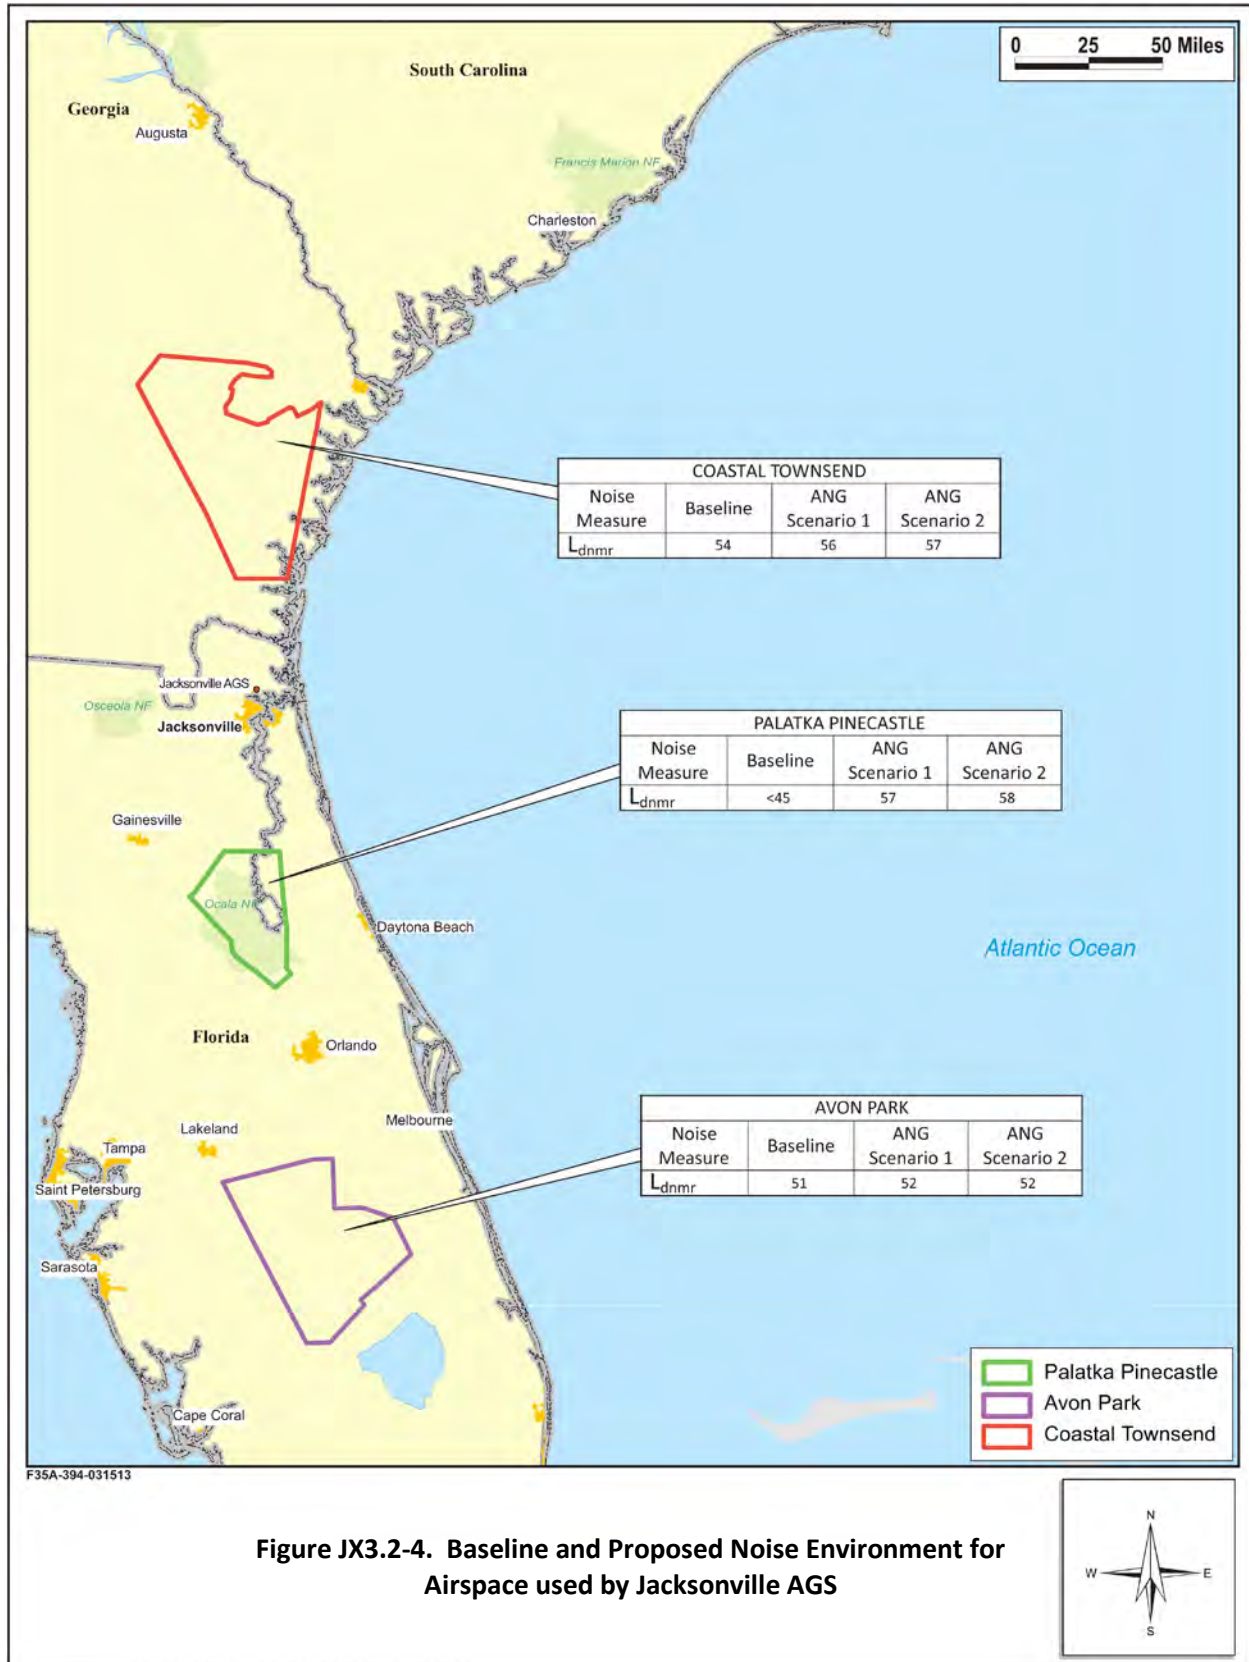 0 25 50 Miles
South Carolina
Georgia
Augusta
Francis Marion NF
Charleston
COASTAL TOWNSEND
Noise Measure Baseline ANG Scenario 1 ANG Scenario 2
Ldnmr 54 56 57
Jacksonville AGS
Osceola NF
Jacksonville
PALATKA PINECASTLE
Noise Measure Baseline ANG Scenario 1 ANG Scenario 2
Ldnmr <45 57 58
Gainesville
Ocala NF
Daytona Beach
Atlantic Ocean
Florida
Orlando
AVON PARK
Noise Measure Baseline ANG Scenario 1 ANG Scenario 2
Ldnmr 51 52 52
Melbourne
Lakeland
Tampa
Saint Petersburg
Sarasota
Cape Coral
Palatka Pinecastle
Avon Park
Coastal Townsend
F35A-394-031513
Figure JX3.2-4. Baseline and Proposed Noise Environment for
Airspace used by Jacksonville AGS
N
W E
S